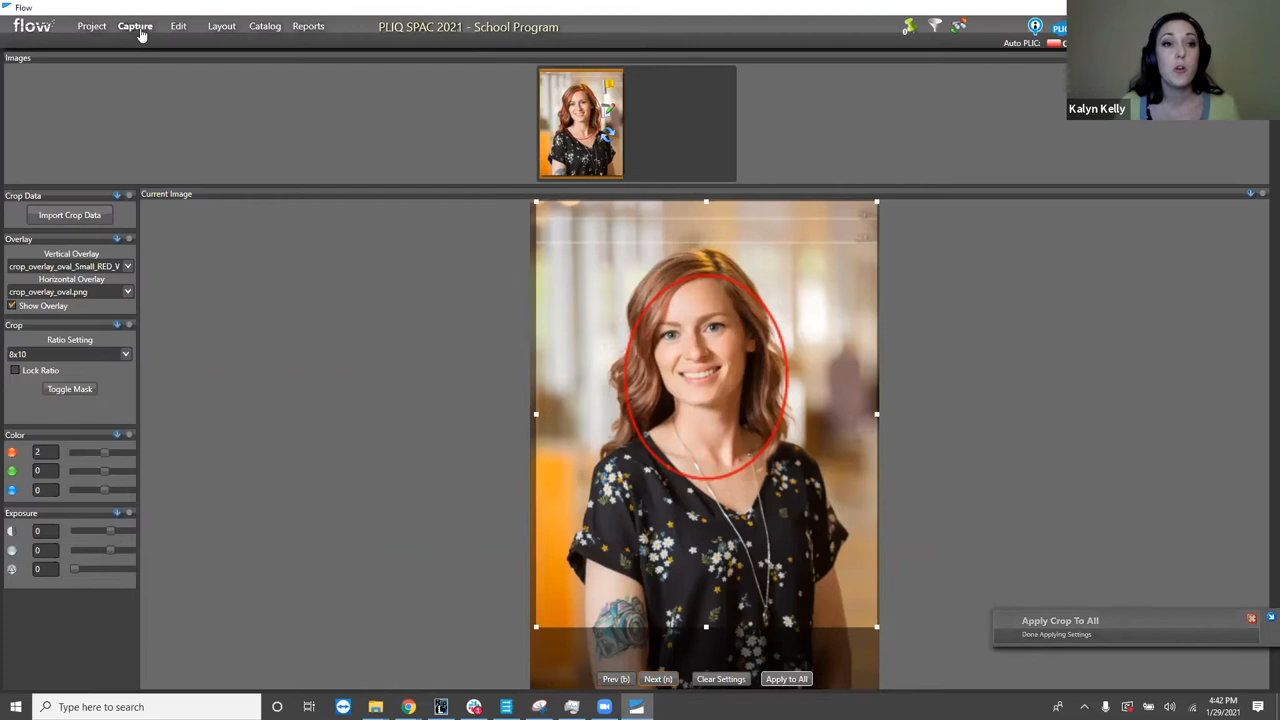 Flow
flow
Project
Capture
Edit
Layout
Catalog
Reports
PLIQ SPAC 2021 - School Program
0
Auto PLIC:
Images
Kalyn Kelly
Crop Data
Import Crop Data
Current Image
Overlay
Vertical Overlay
crop_overlay_oval_Small_RED_V
Horizontal Overlay
crop_overlay_oval.png
Show Overlay
Crop
Ratio Setting
8x10
Lock Ratio
Toggle Mask
Color
2
0
0
Exposure
0
0
0
Apply Crop To All
Done Applying Settings
Prev (b)
Next (n)
Clear Settings
Apply to All
Type here to search
4:42 PM
1/29/2021